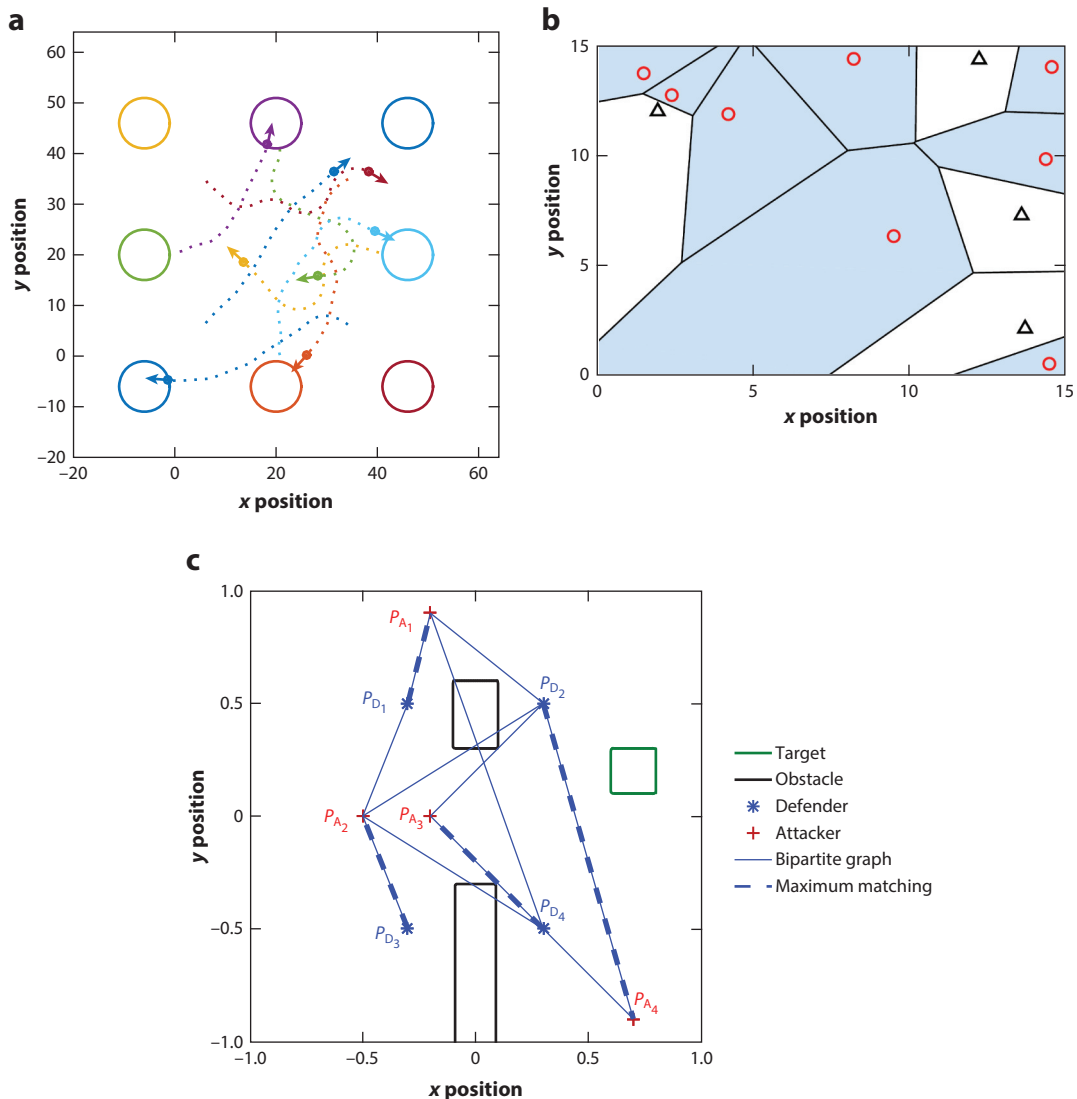 a
60
50
40
30
20
10
0
−10
−20
−20
0
20
40
60
y position
x position
b
15
10
5
0
0
5
10
15
y position
x position
c
1.0
0.5
0
−0.5
−1.0
−1.0
−0.5
0
0.5
1.0
y position
x position
PA1
PD1
PD2
PA2
PA3
PD3
PD4
PA4
Target
Obstacle
Defender
Attacker
Bipartite graph
Maximum matching